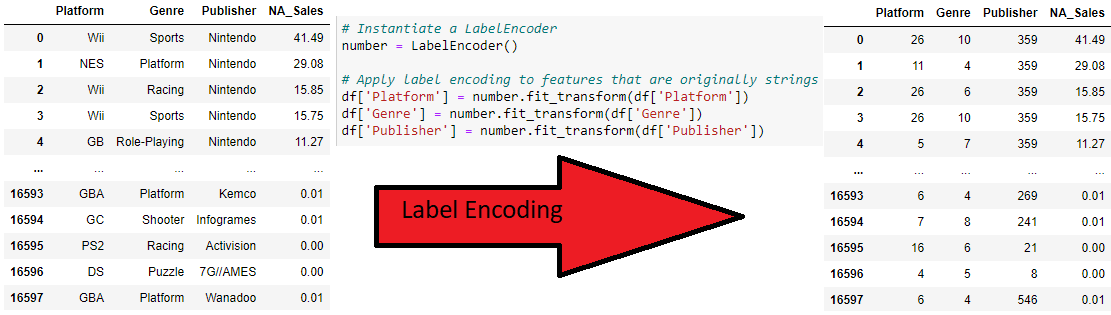 Platform Genre Publisher NA_Sales
0 Wii Sports Nintendo 41.49
1 NES Platform Nintendo 29.08
2 Wii Racing Nintendo 15.85
3 Wii Sports Nintendo 15.75
4 GB Role-Playing Nintendo 11.27
... ... ... ... ...
16593 GBA Platform Kemco 0.01
16594 GC Shooter Infogrames 0.01
16595 PS2 Racing Activision 0.00
16596 DS Puzzle 7G//AMES 0.00
16597 GBA Platform Wanadoo 0.01
# Instantiate a LabelEncoder
number = LabelEncoder()
# Apply label encoding to features that are originally strings
df['Platform'] = number.fit_transform(df['Platform'])
df['Genre'] = number.fit_transform(df['Genre'])
df['Publisher'] = number.fit_transform(df['Publisher'])
Label Encoding
Platform Genre Publisher NA_Sales
0 26 10 359 41.49
1 11 4 359 29.08
2 26 6 359 15.85
3 26 10 359 15.75
4 5 7 359 11.27
... ... ... ... ...
16593 6 4 269 0.01
16594 7 8 241 0.01
16595 16 6 21 0.00
16596 4 5 8 0.00
16597 6 4 546 0.01